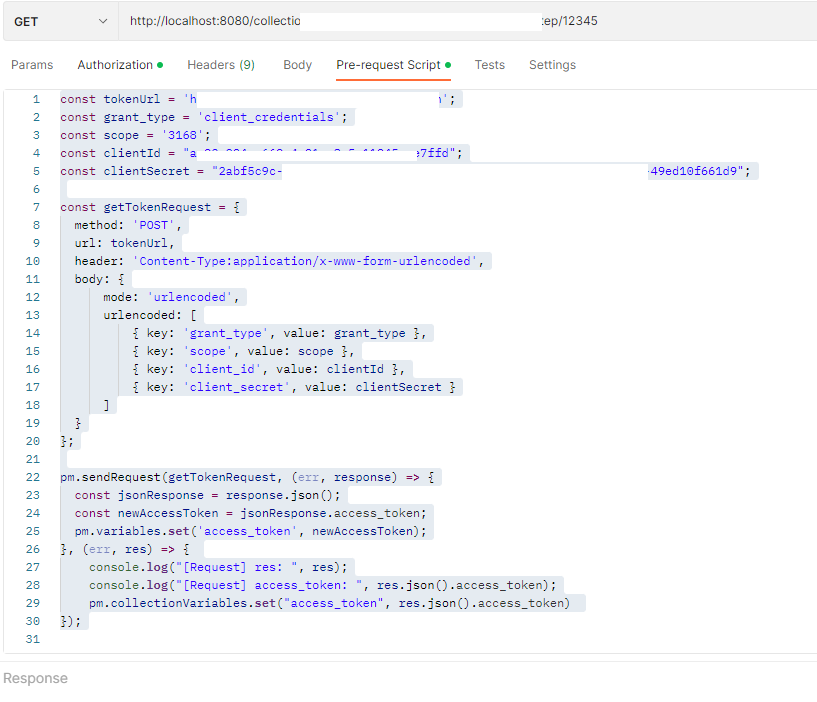 GET http://localhost:8080/collectio ep/12345
Params Authorization Headers (9) Body Pre-request Script Tests Settings
1 const tokenUrl = 'h ';
2 const grant_type = 'client_credentials';
3 const scope = '3168';
4 const clientId = "a e7ffd";
5 const clientSecret = "2abf5c9c- -49ed10f661d9";
6
7 const getTokenRequest = {
8 method: 'POST',
9 url: tokenUrl,
10 header: 'Content-Type:application/x-www-form-urlencoded',
11 body: {
12 mode: 'urlencoded',
13 urlencoded: [
14 { key: 'grant_type', value: grant_type },
15 { key: 'scope', value: scope },
16 { key: 'client_id', value: clientId },
17 { key: 'client_secret', value: clientSecret }
18 ]
19 }
20 };
21
22 pm.sendRequest(getTokenRequest, (err, response) => {
23 const jsonResponse = response.json();
24 const newAccessToken = jsonResponse.access_token;
25 pm.variables.set('access_token', newAccessToken);
26 }, (err, res) => {
27 console.log("[Request] res: ", res);
28 console.log("[Request] access_token: ", res.json().access_token);
29 pm.collectionVariables.set("access_token", res.json().access_token)
30 });
31
Response